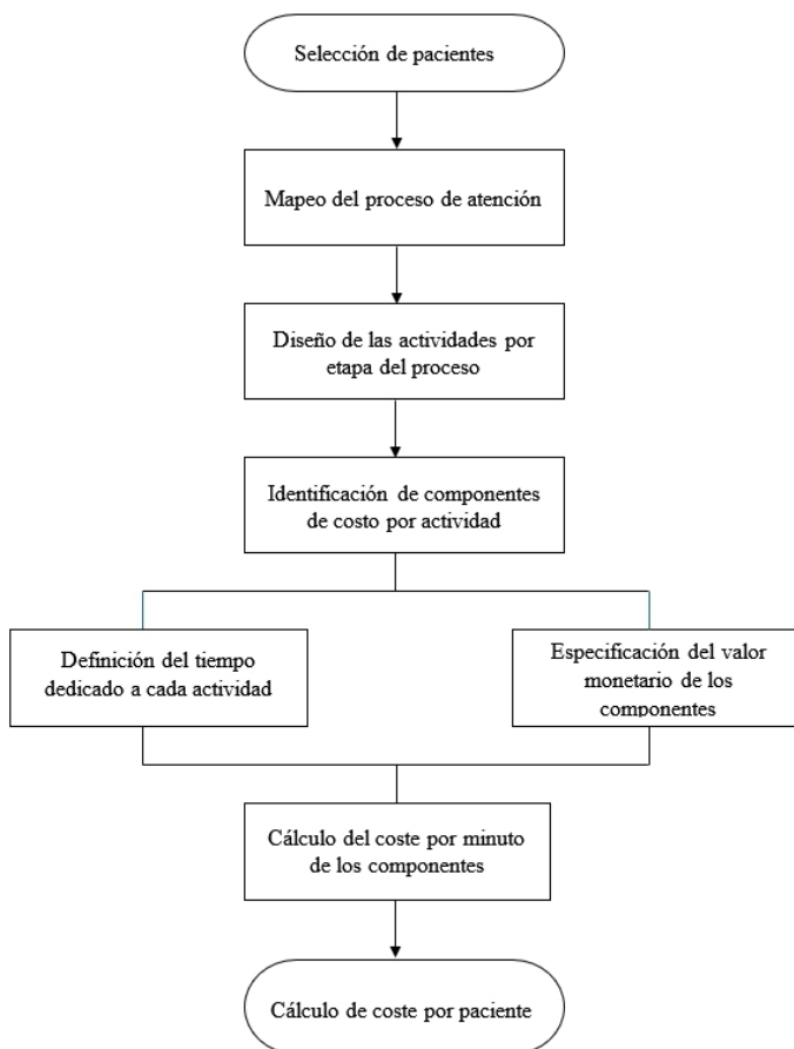 Selección de pacientes
Mapeo del proceso de atención
Diseño de las actividades por
etapa del proceso
Identificación de componentes
de costo por actividad
Definición del tiempo
dedicado a cada actividad
Especificación del valor
monetario de los
componentes
Cálculo del coste por minuto
de los componentes
Cálculo de coste por paciente